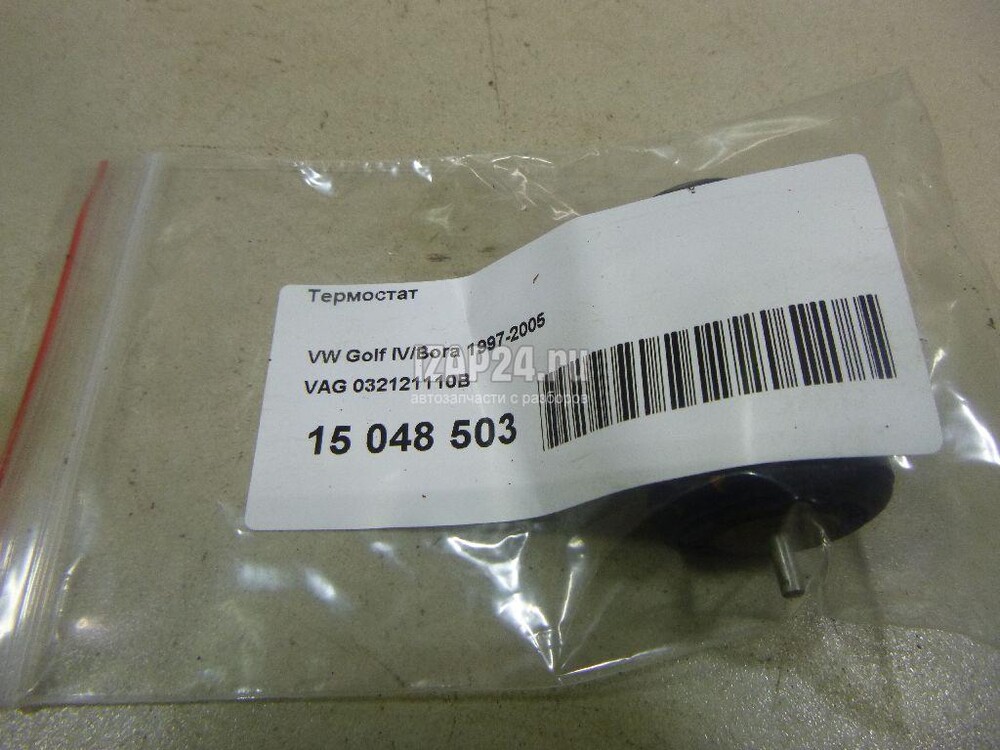 Термостат
VW Golf IV/Bora 1997-2005
VAG 032121110B
15 048 503
IZAP24.ru
автозапчасти с разборов